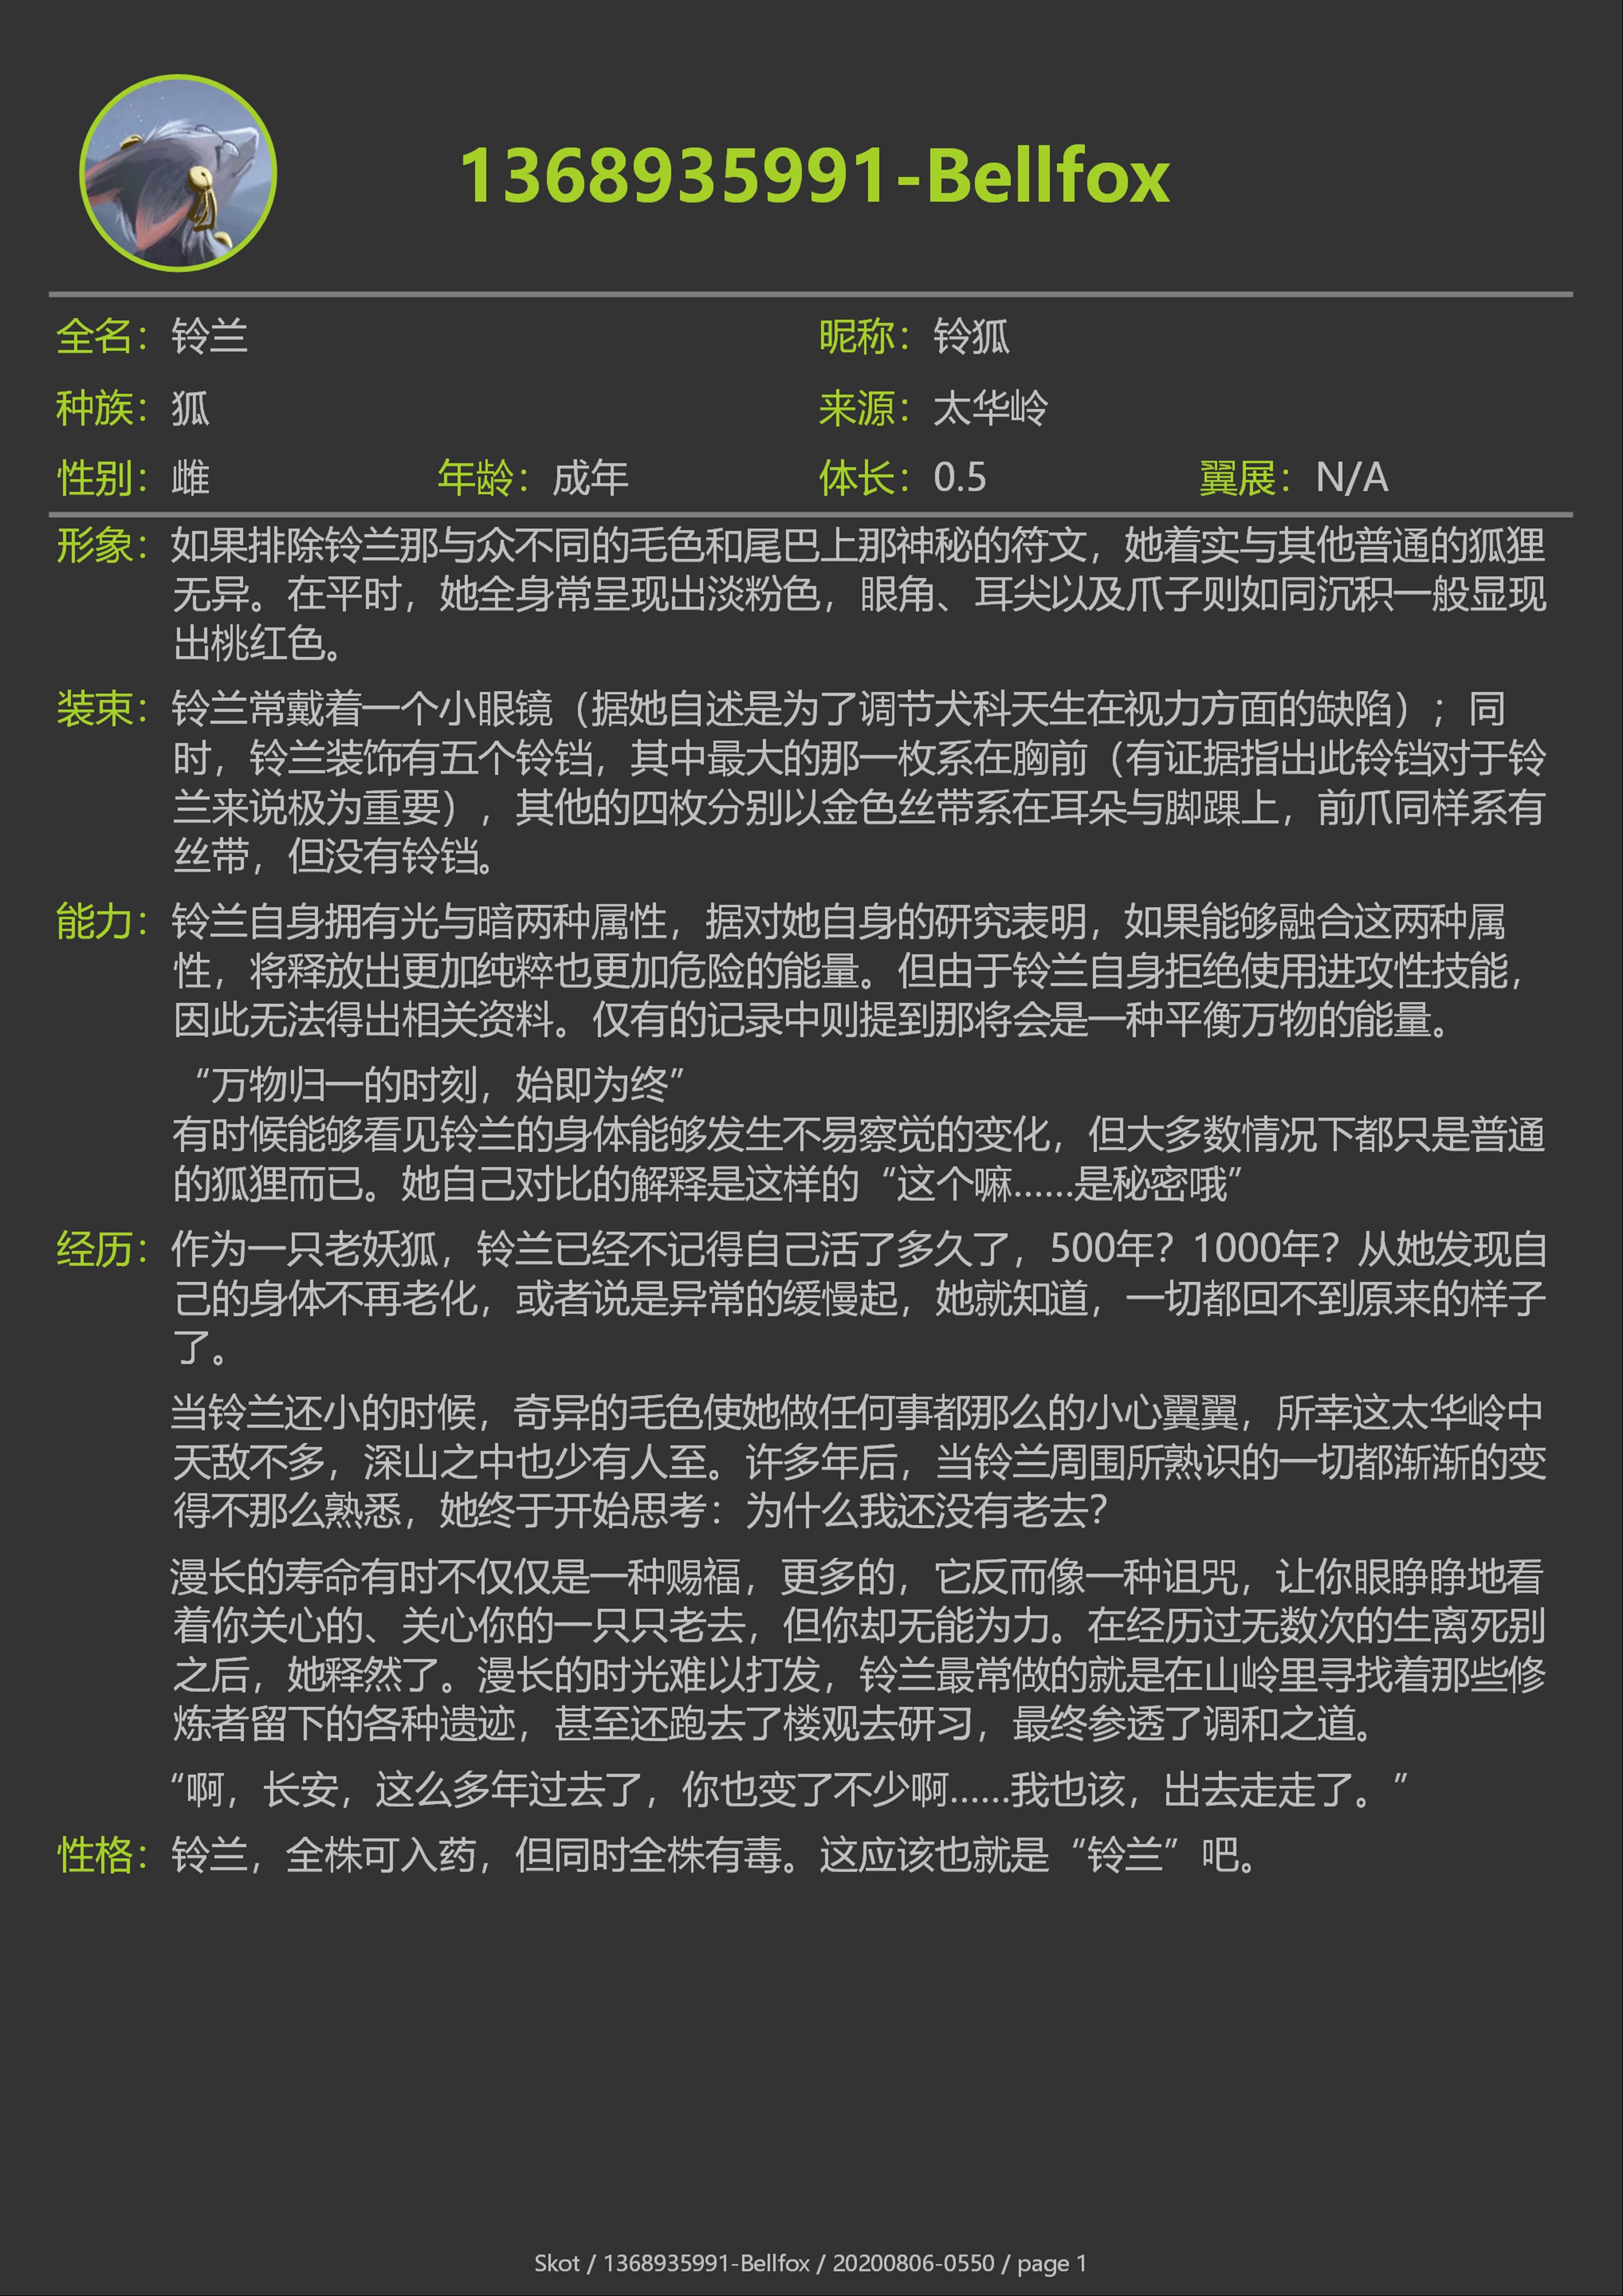 1368935991-Bellfox
全名：铃兰 昵称：铃狐
种族：狐 来源：太华岭
性别：雌 年龄：成年 体长：0.5 翼展：N/A
形象：如果排除铃兰那与众不同的毛色和尾巴上那神秘的符文，她着实与其他普通的狐狸
无异。在平时，她全身常呈现出淡粉色，眼角、耳尖以及爪子则如同沉积一般显现
出桃红色。
装束：铃兰常戴着一个小眼镜（据她自述是为了调节犬科天生在视力方面的缺陷）；同
时，铃兰装饰有五个铃铛，其中最大的那一枚系在胸前（有证据指出此铃铛对于铃
兰来说极为重要），其他的四枚分别以金色丝带系在耳朵与脚踝上，前爪同样系有
丝带，但没有铃铛。
能力：铃兰自身拥有光与暗两种属性，据对她自身的研究表明，如果能够融合这两种属
性，将释放出更加纯粹也更加危险的能量。但由于铃兰自身拒绝使用进攻性技能，
因此无法得出相关资料。仅有的记录中则提到那将会是一种平衡万物的能量。
“万物归一的时刻，始即为终”
有时候能够看见铃兰的身体能够发生不易察觉的变化，但大多数情况下都只是普通
的狐狸而已。她自己对比的解释是这样的“这个嘛……是秘密哦”
经历：作为一只老妖狐，铃兰已经不记得自己活了多久了，500年？1000年？从她发现自
己的身体不再老化，或者说是异常的缓慢起，她就知道，一切都回不到原来的样子
了。
当铃兰还小的时候，奇异的毛色使她做任何事都那么的小心翼翼，所幸这太华岭中
天敌不多，深山之中也少有人至。许多年后，当铃兰周围所熟识的一切都渐渐的变
得不那么熟悉，她终于开始思考：为什么我还没有老去？
漫长的寿命有时不仅仅是一种赐福，更多的，它反而像一种诅咒，让你眼睁睁地看
着你关心的、关心你的一只只老去，但你却无能为力。在经历过无数次的生离死别
之后，她释然了。漫长的时光难以打发，铃兰最常做的就是在山岭里寻找着那些修
炼者留下的各种遗迹，甚至还跑去了楼观去研习，最终参透了调和之道。
“啊，长安，这么多年过去了，你也变了不少啊……我也该，出去走走了。”
性格：铃兰，全株可入药，但同时全株有毒。这应该也就是“铃兰”吧。
Skot / 1368935991-Bellfox / 20200806-0550 / page 1